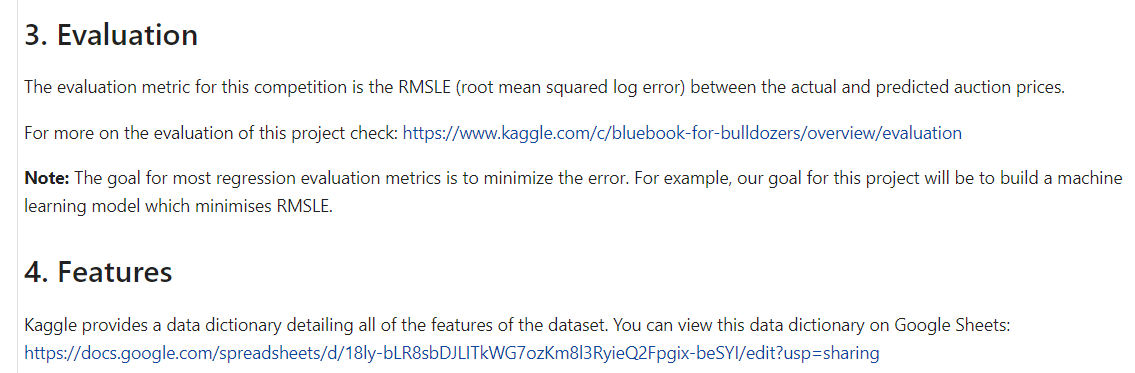 3. Evaluation
The evaluation metric for this competition is the RMSLE (root mean squared log error) between the actual and predicted auction prices.
For more on the evaluation of this project check: https://www.kaggle.com/c/bluebook-for-bulldozers/overview/evaluation
Note: The goal for most regression evaluation metrics is to minimize the error. For example, our goal for this project will be to build a machine
learning model which minimises RMSLE.
4. Features
Kaggle provides a data dictionary detailing all of the features of the dataset. You can view this data dictionary on Google Sheets:
https://docs.google.com/spreadsheets/d/18ly-bLR8sbDJLITkWG7ozKm8l3RyieQ2Fpgix-beSYI/edit?usp=sharing